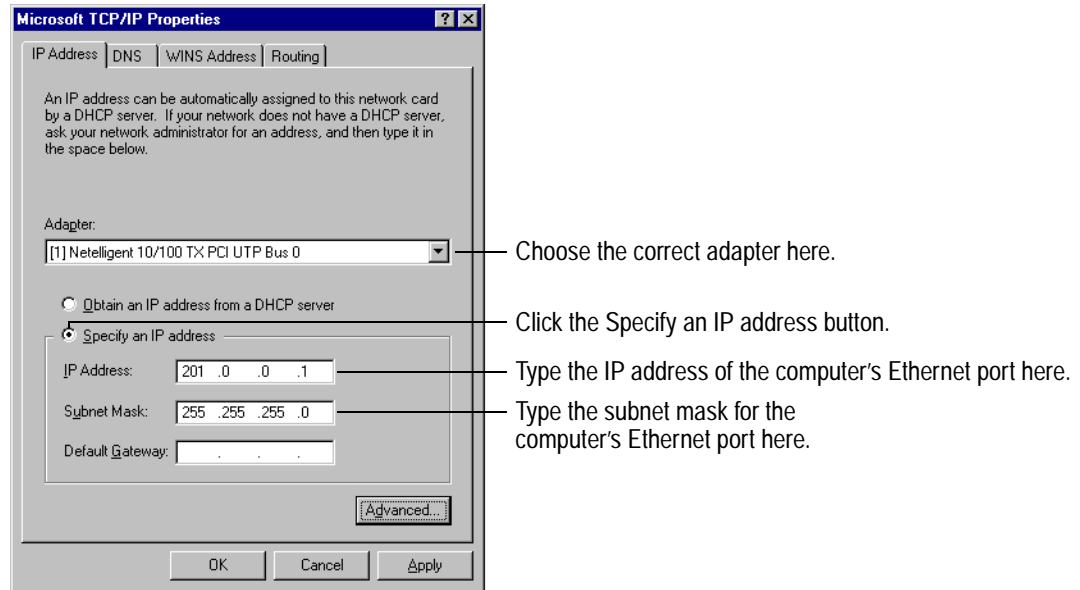 Microsoft TCP/IP Properties
IP Address DNS WINS Address Routing
An IP address can be automatically assigned to this network card
by a DHCP server. If your network does not have a DHCP server,
ask your network administrator for an address, and then type it in
the space below.
Adapter:
[1] Netelligent 10/100 TX PCI UTP Bus 0
Choose the correct adapter here.
Obtain an IP address from a DHCP server
Specify an IP address
Click the Specify an IP address button.
IP Address: 201 .0 .0 .1
Type the IP address of the computer's Ethernet port here.
Subnet Mask: 255 .255 .255 .0
Type the subnet mask for the
computer's Ethernet port here.
Default Gateway: . . .
Advanced...
OK Cancel Apply